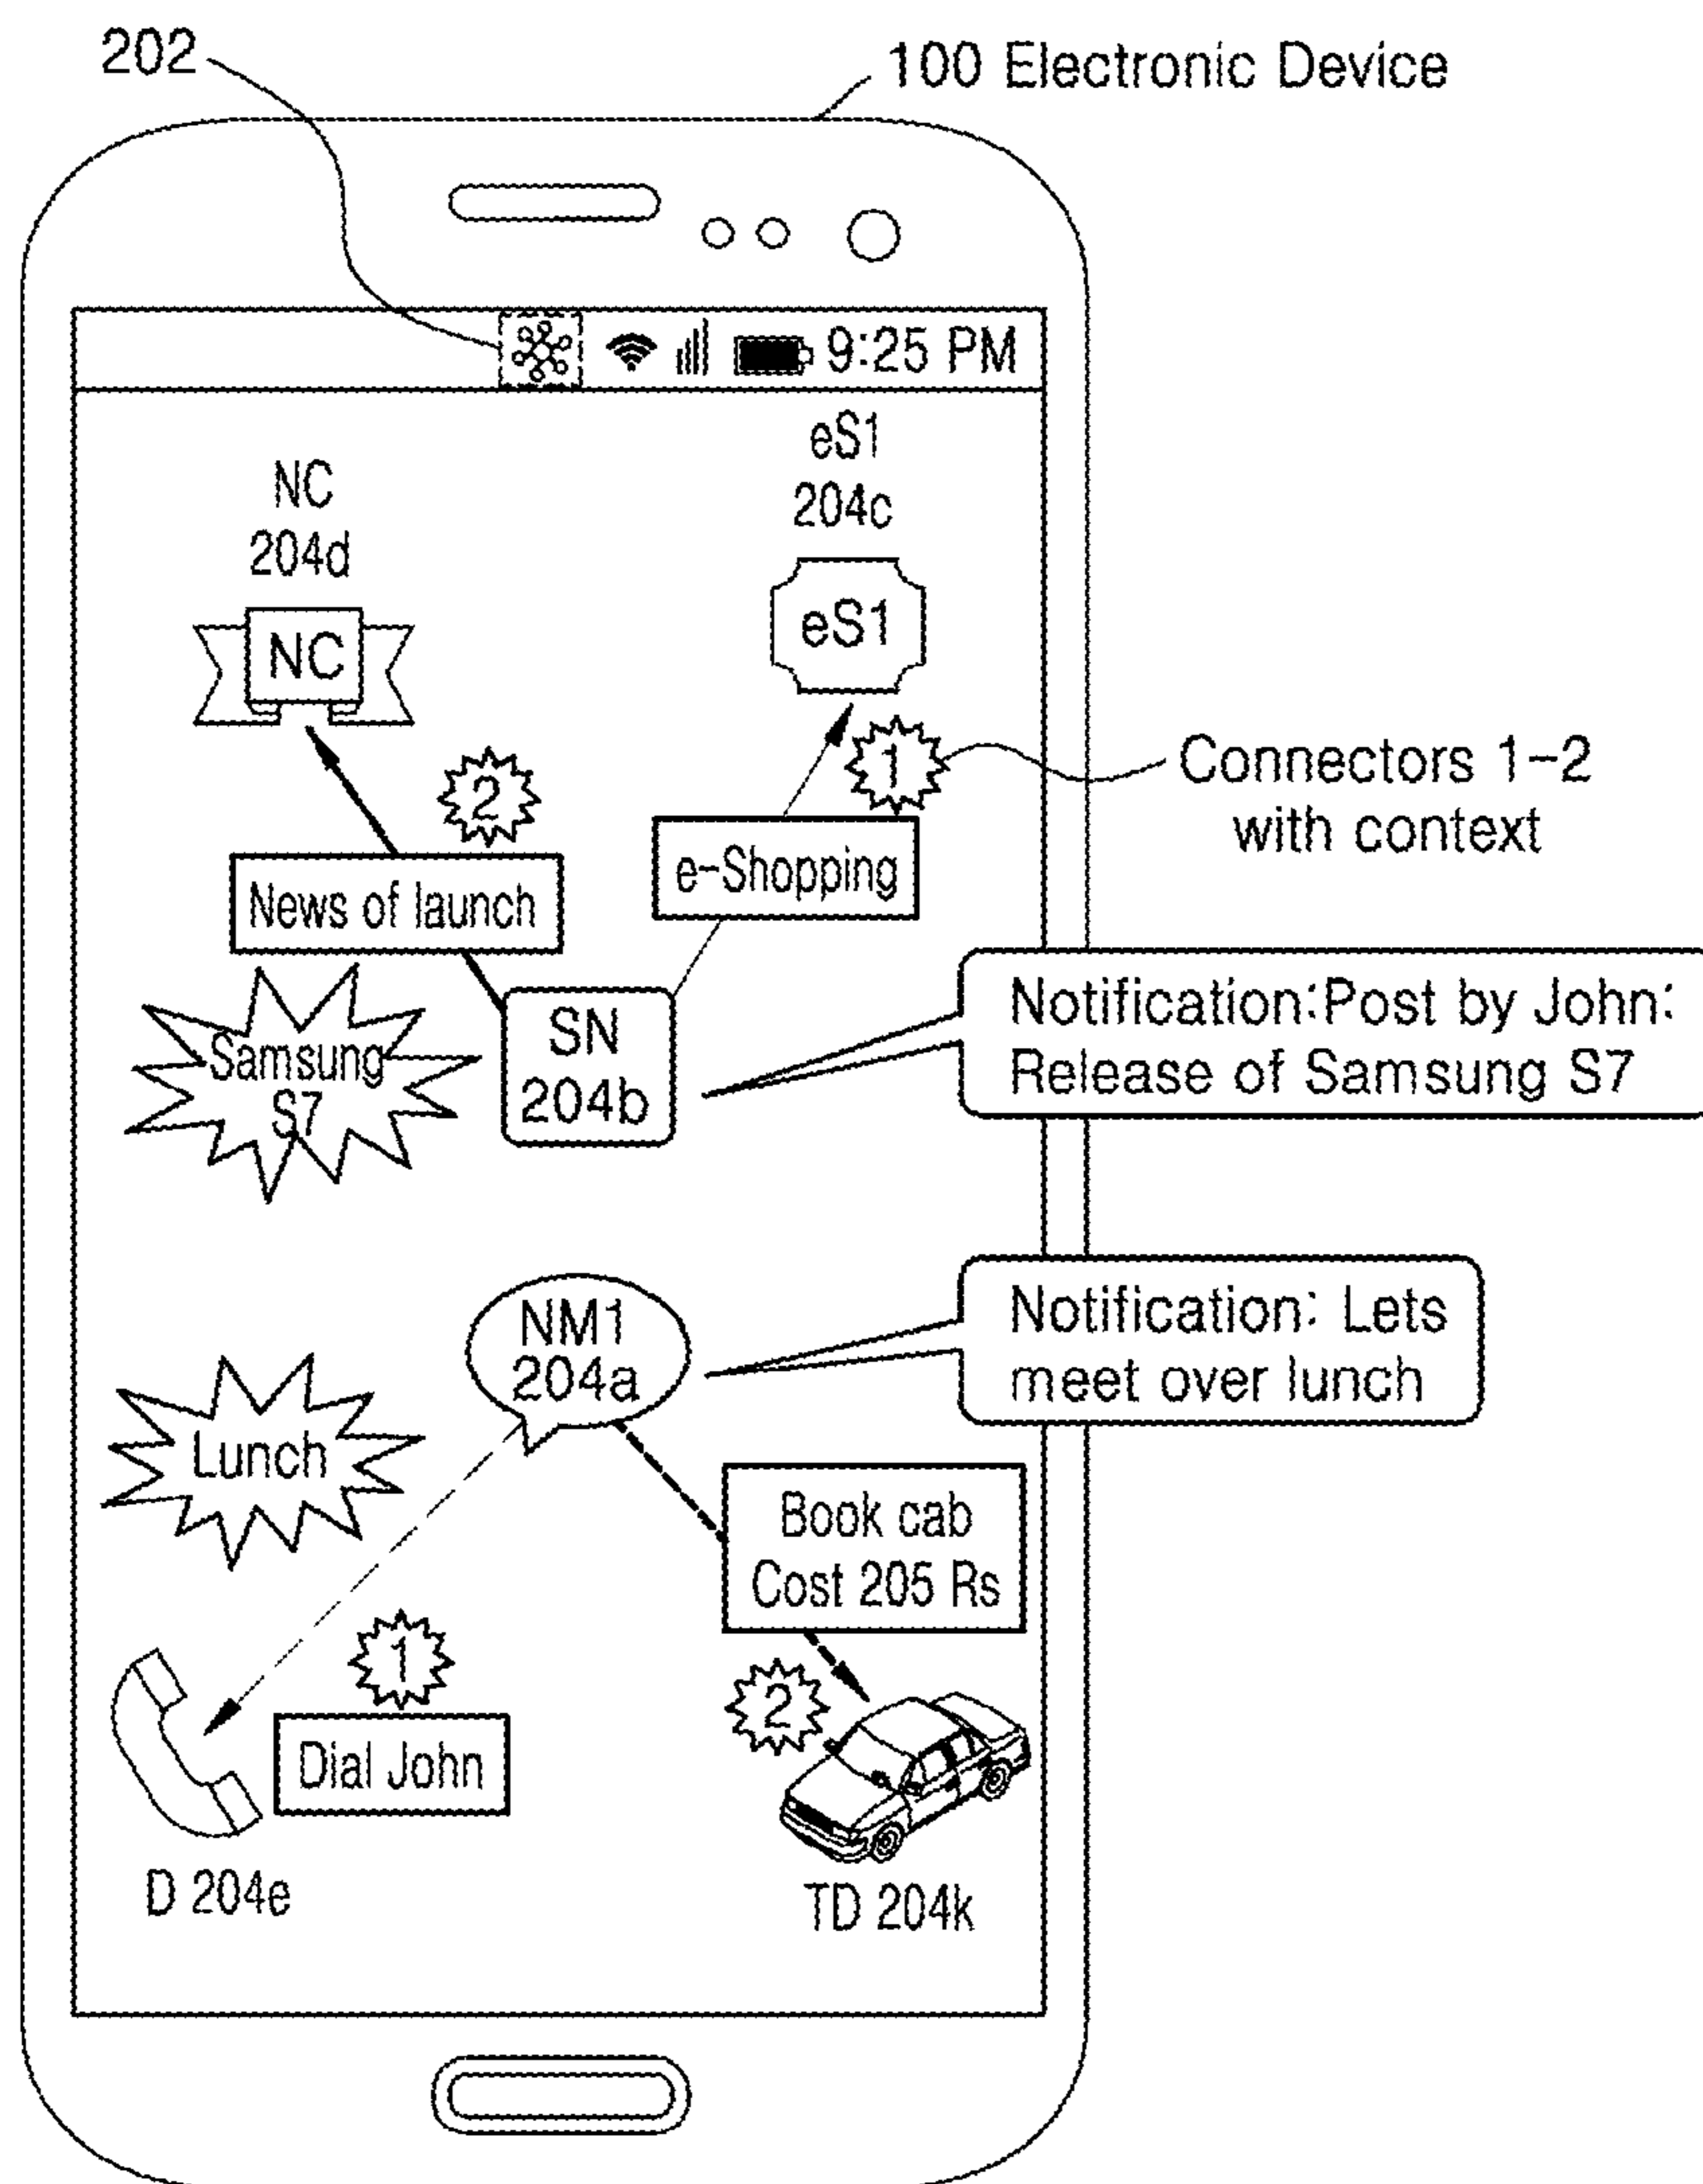 202
100 Electronic Device
9:25 PM
NC
204d
eS1
204c
NC
eS1
2
1
Connectors 1-2
with context
News of launch
e-Shopping
Samsung
S7
SN
204b
Notification:Post by John:
Release of Samsung S7
NM1
204a
Notification: Lets
meet over lunch
Lunch
Book cab
Cost 205 Rs
1
2
Dial John
D 204e
TD 204k